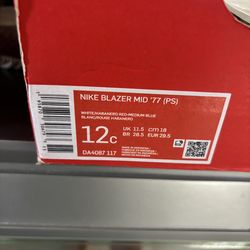 NIKE BLAZER MID '77 (PS)
WHITE/HABANERO RED-MEDIUM BLUE
BLANC/ROUGE HABANERO
12C
UK 11.5 CM 18
BR 28.5 EUR 29.5
DA4087 117